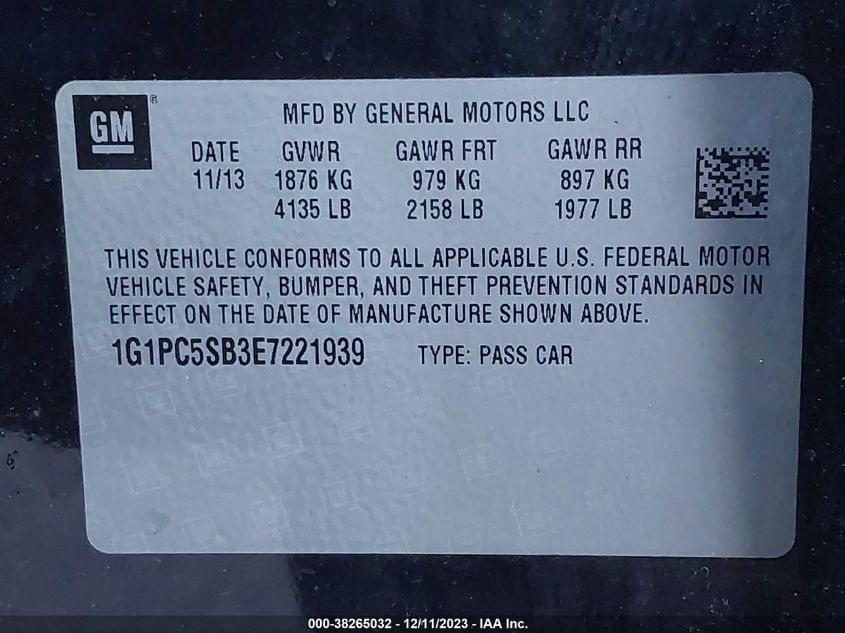 GM®
MFD BY GENERAL MOTORS LLC
DATE GVWR GAWR FRT GAWR RR
11/13 1876 KG 979 KG 897 KG
4135 LB 2158 LB 1977 LB
THIS VEHICLE CONFORMS TO ALL APPLICABLE U.S. FEDERAL MOTOR
VEHICLE SAFETY, BUMPER, AND THEFT PREVENTION STANDARDS IN
EFFECT ON THE DATE OF MANUFACTURE SHOWN ABOVE.
1G1PC5SB3E7221939 TYPE: PASS CAR
000-38265032 - 12/11/2023 - IAA Inc.